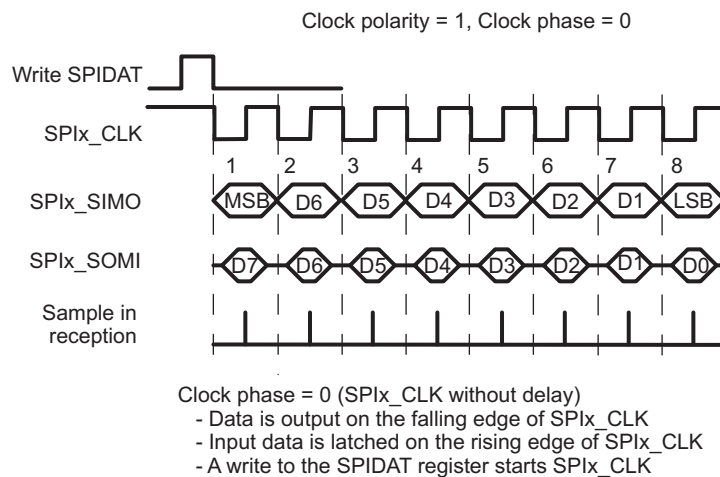 Clock polarity = 1, Clock phase = 0
Write SPIDAT
SPIx_CLK
1 2 3 4 5 6 7 8
SPIx_SIMO MSB D6 D5 D4 D3 D2 D1 LSB
SPIx_SOMI D7 D6 D5 D4 D3 D2 D1 D0
Sample in
reception
Clock phase = 0 (SPIx_CLK without delay)
- Data is output on the falling edge of SPIx_CLK
- Input data is latched on the rising edge of SPIx_CLK
- A write to the SPIDAT register starts SPIx_CLK